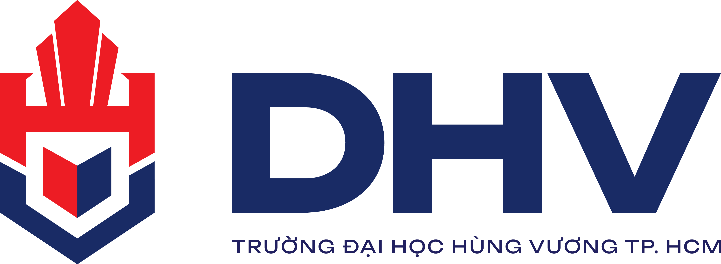 DHV
TRƯỜNG ĐẠI HỌC HÙNG VƯƠNG TP. HCM